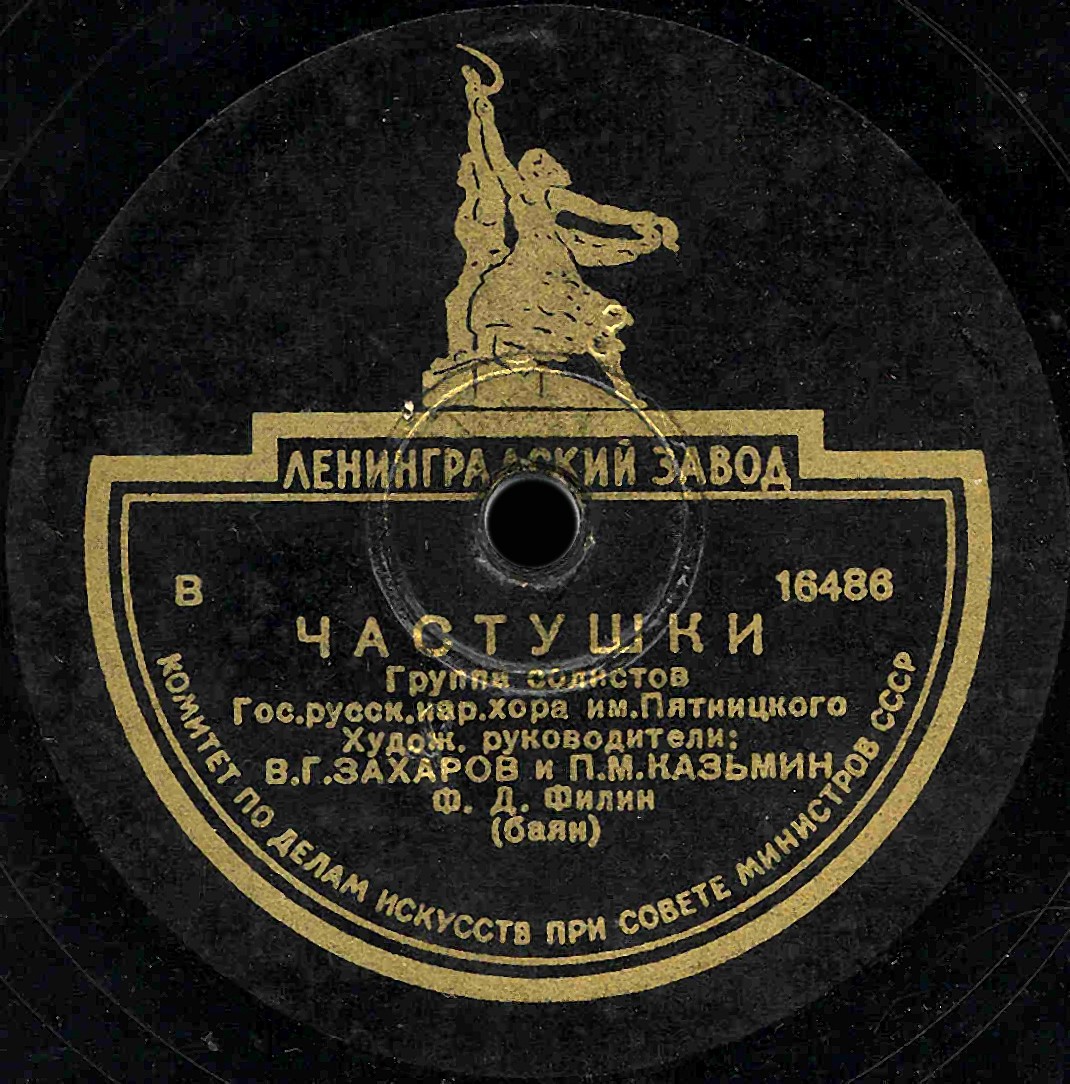 ЛЕНИНГРАДСКИЙ ЗАВОД
В 16486
ЧАСТУШКИ
Группа солистов
Гос.русск.нар.хора им.Пятницкого
Худож. руководители:
В.Г.ЗАХАРОВ и П.М.КАЗЬМИН
Ф. Д. Филин
(баян)
КОМИТЕТ ПО ДЕЛАМ ИСКУССТВ ПРИ СОВЕТЕ МИНИСТРОВ СССР